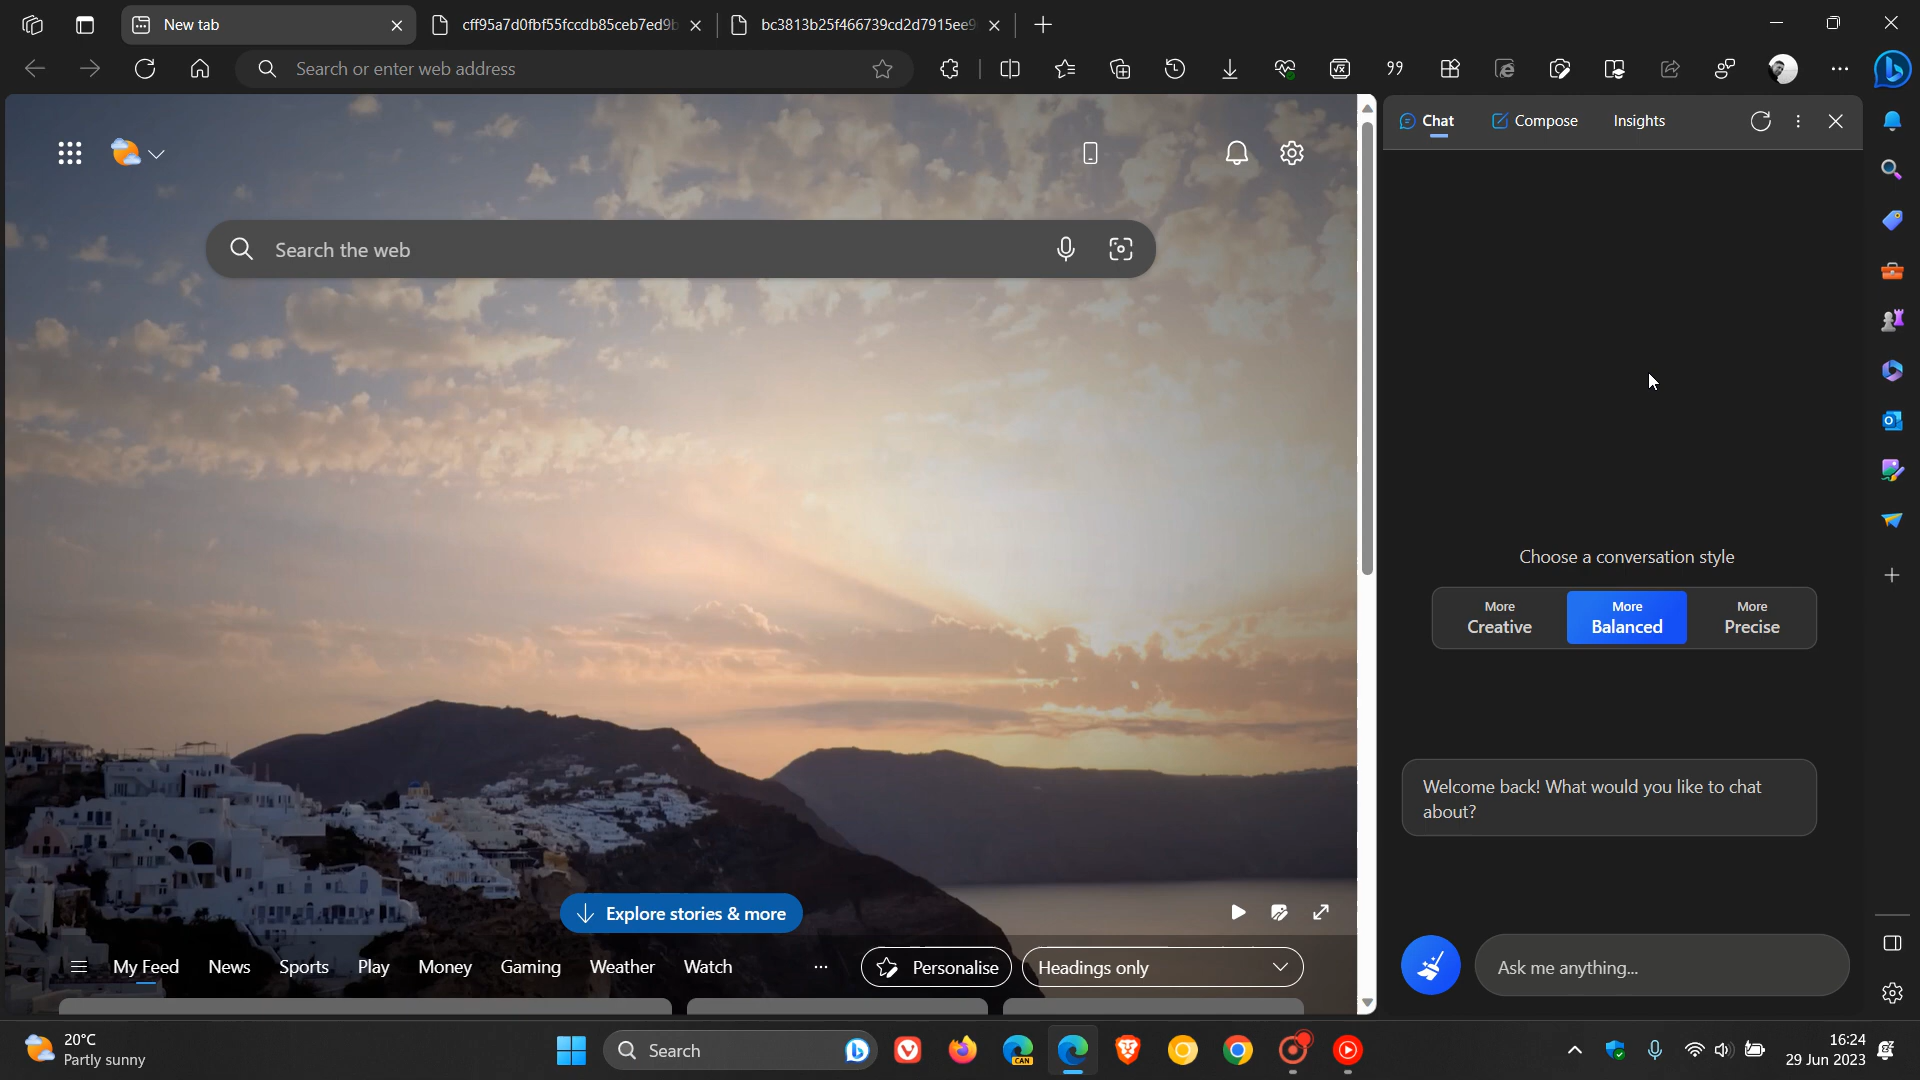 New tab
cff95a7d0fbf55fccdb85ceb7ed9b
bc3813b25f466739cd2d7915ee9
Search or enter web address
Chat
Compose
Insights
Search the web
Choose a conversation style
More
Creative
More
Balanced
More
Precise
Welcome back! What would you like to chat
about?
Explore stories & more
My Feed
News
Sports
Play
Money
Gaming
Weather
Watch
Personalise
Headings only
Ask me anything...
20°C
Partly sunny
Search
CAN
16:24
29 Jun 2023